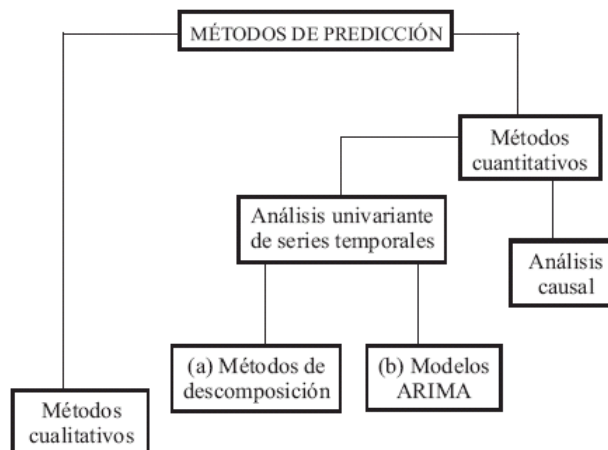 MÉTODOS DE PREDICCIÓN
Métodos
cuantitativos
Análisis univariante
de series temporales
Análisis
causal
(a) Métodos de
descomposición
(b) Modelos
ARIMA
Métodos
cualitativos